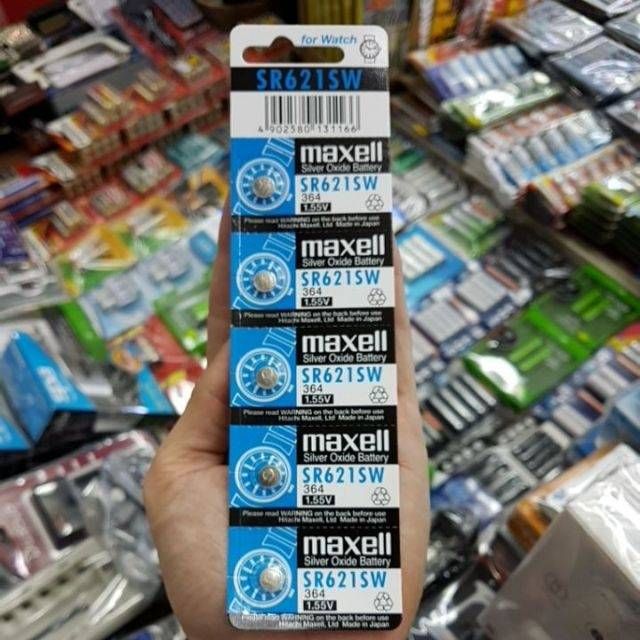 for Watch
SR621SW
4 902580 131166
maxell
Silver Oxide Battery
SR621SW
364
1.55V
Please read WARNING on the back before use
Hitachi Maxell, Ltd Made in Japan
maxell
Silver Oxide Battery
SR621SW
364
1.55V
Please read WARNING on the back before use
Hitachi Maxell, Ltd Made in Japan
maxell
Silver Oxide Battery
SR621SW
364
1.55V
Please read WARNING on the back before use
Hitachi Maxell, Ltd Made in Japan
maxell
Silver Oxide Battery
SR621SW
364
1.55V
Please read WARNING on the back before use
Hitachi Maxell, Ltd Made in Japan
maxell
Silver Oxide Battery
SR621SW
364
1.55V
Please read WARNING on the back before use
Hitachi Maxell, Ltd Made in Japan